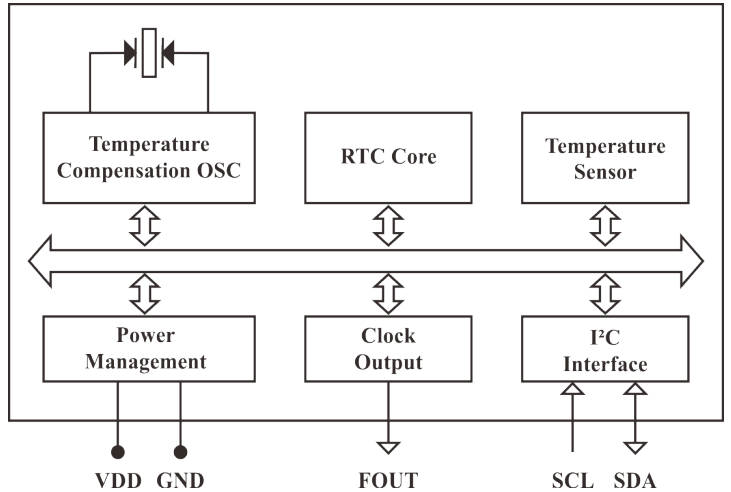 Temperature
Compensation OSC
RTC Core
Temperature
Sensor
Power
Management
Clock
Output
I²C
Interface
VDD GND
FOUT
SCL SDA